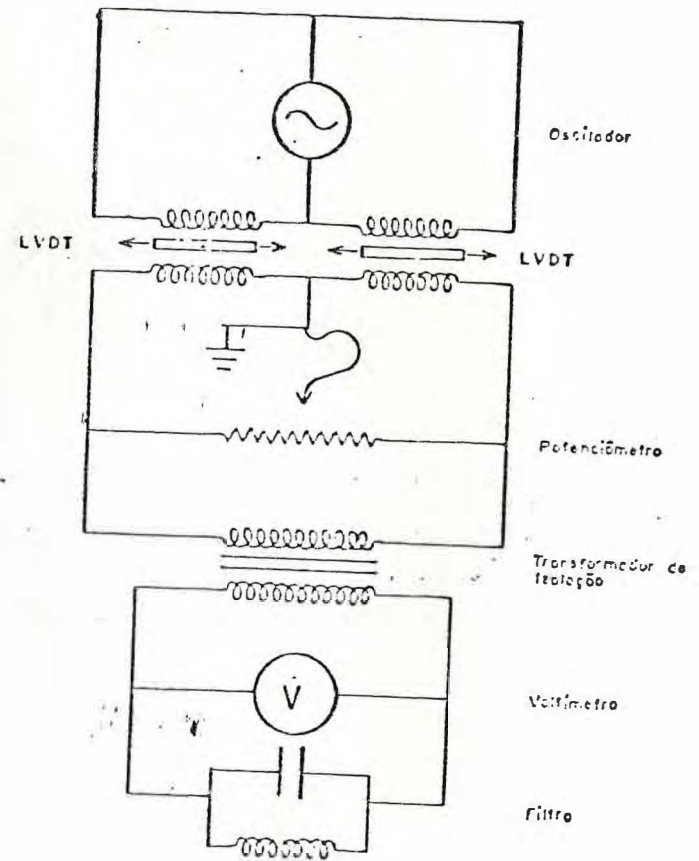 Oscilador
LVDT
LVDT
Potenciômetro
Transformador de
Isolação
V
Voltímetro
Filtro